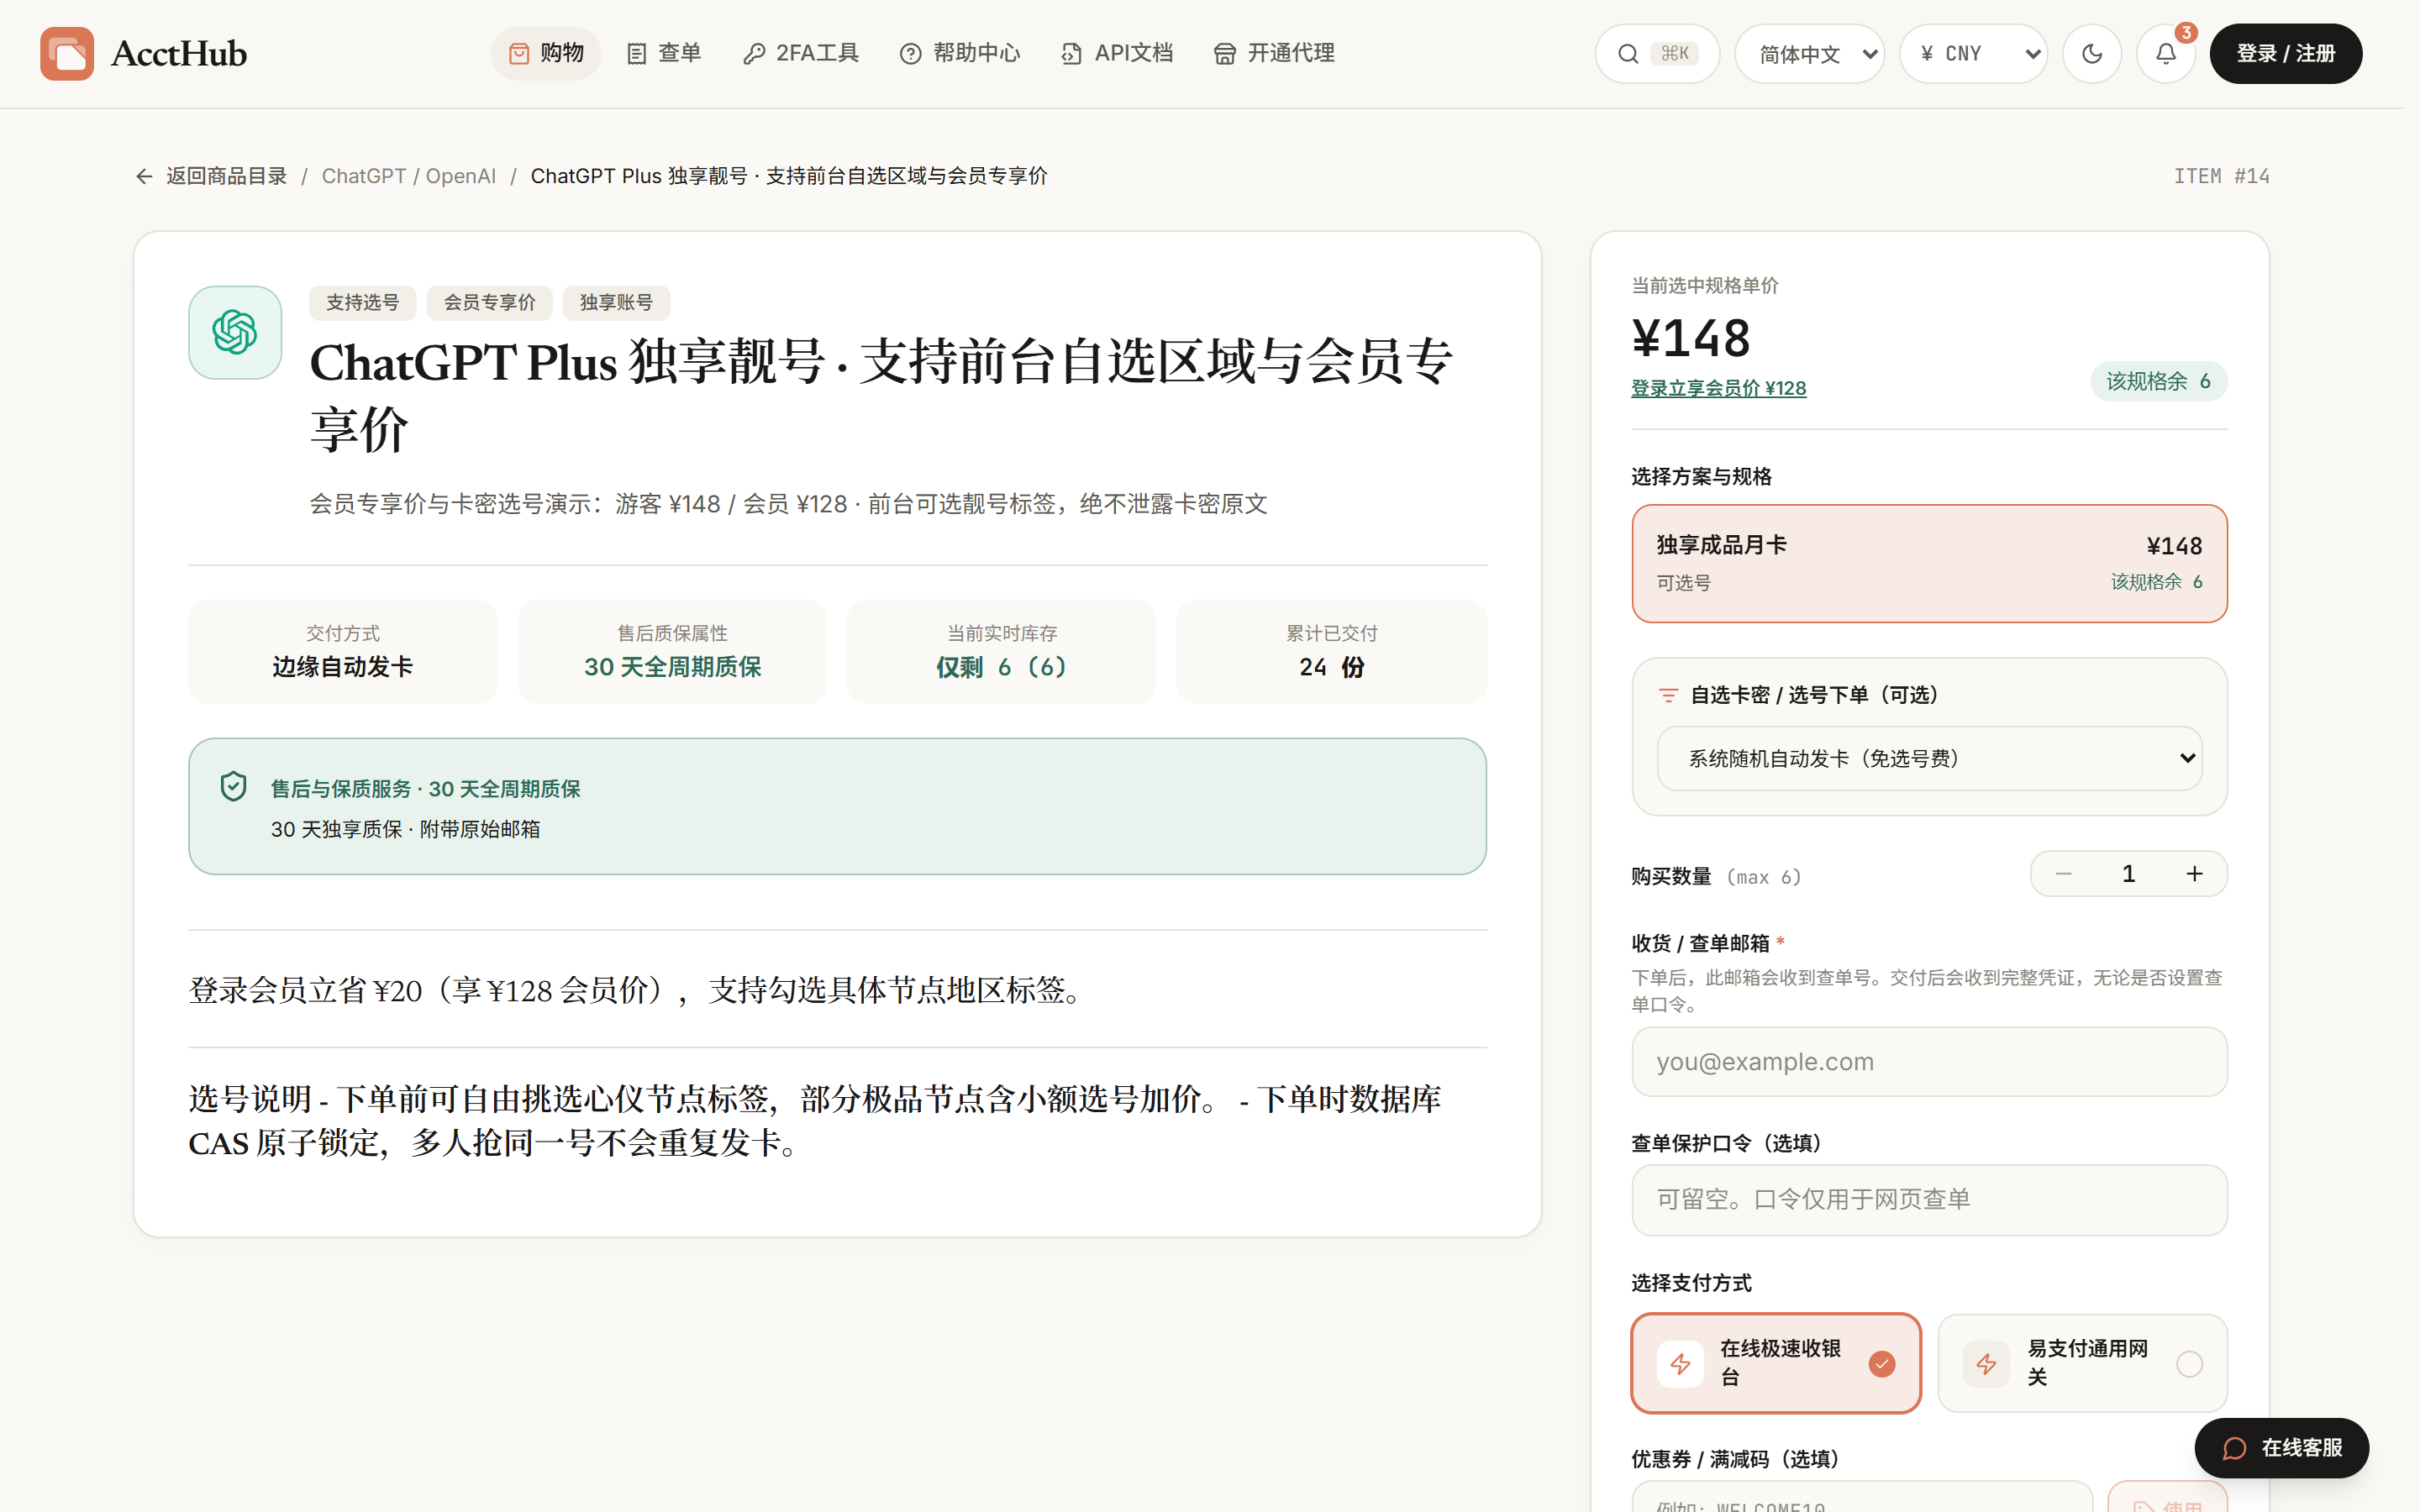 AcctHub
购物
查单
2FA工具
帮助中心
API文档
开通代理
⌘K
简体中文
¥ CNY
3
登录 / 注册
返回商品目录 / ChatGPT / OpenAI / ChatGPT Plus 独享靓号 · 支持前台自选区域与会员专享价
ITEM #14
支持选号
会员专享价
独享账号
ChatGPT Plus 独享靓号 · 支持前台自选区域与会员专
享价
会员专享价与卡密选号演示：游客 ¥148 / 会员 ¥128 · 前台可选靓号标签，绝不泄露卡密原文
交付方式
边缘自动发卡
售后质保属性
30 天全周期质保
当前实时库存
仅剩 6（6）
累计已交付
24 份
售后与保质服务 · 30 天全周期质保
30 天独享质保 · 附带原始邮箱
登录会员立省 ¥20（享 ¥128 会员价），支持勾选具体节点地区标签。
选号说明 - 下单前可自由挑选心仪节点标签，部分极品节点含小额选号加价。 - 下单时数据库
CAS 原子锁定，多人抢同一号不会重复发卡。
当前选中规格单价
¥148
登录立享会员价 ¥128
该规格余 6
选择方案与规格
独享成品月卡
¥148
可选号
该规格余 6
自选卡密 / 选号下单（可选）
系统随机自动发卡（免选号费）
购买数量 (max 6)
1
收货 / 查单邮箱 *
下单后，此邮箱会收到查单号。交付后会收到完整凭证，无论是否设置查
单口令。
you@example.com
查单保护口令（选填）
可留空。口令仅用于网页查单
选择支付方式
在线极速收银
台
易支付通用网
关
在线客服
优惠券 / 满减码（选填）
例如：WELCOME10
使用